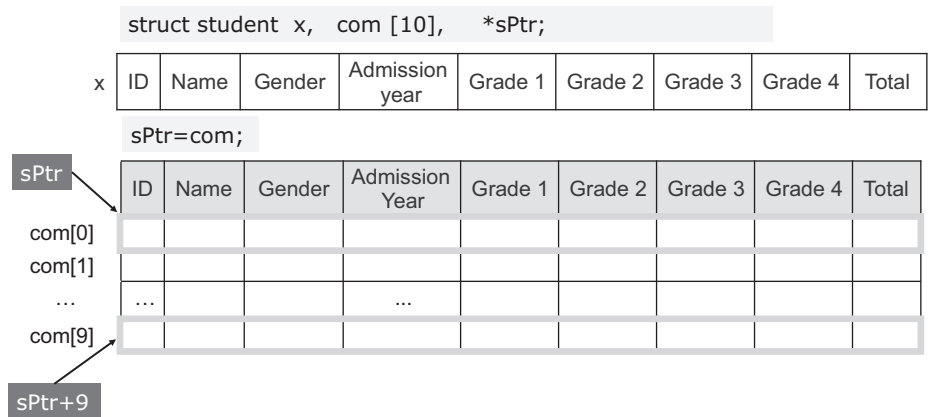 struct student x, com [10], *sPtr;
x ID Name Gender Admission year Grade 1 Grade 2 Grade 3 Grade 4 Total
sPtr=com;
sPtr
ID Name Gender Admission Year Grade 1 Grade 2 Grade 3 Grade 4 Total
com[0]
com[1]
... ... ...
com[9]
sPtr+9